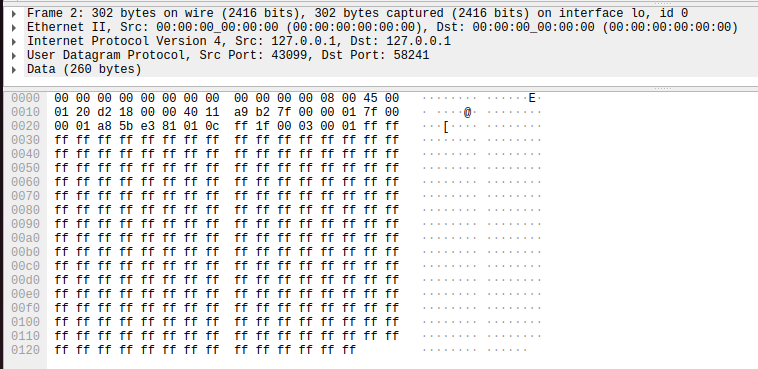 Frame 2: 302 bytes on wire (2416 bits), 302 bytes captured (2416 bits) on interface lo, id 0
Ethernet II, Src: 00:00:00_00:00:00 (00:00:00:00:00:00), Dst: 00:00:00_00:00:00 (00:00:00:00:00:00)
Internet Protocol Version 4, Src: 127.0.0.1, Dst: 127.0.0.1
User Datagram Protocol, Src Port: 43099, Dst Port: 58241
Data (260 bytes)
0000 00 00 00 00 00 00 00 00 00 00 00 00 08 00 45 00 ········ ······E·
0010 01 20 d2 18 00 00 40 11 a9 b2 7f 00 00 01 7f 00 · ····@· ········
0020 00 01 a8 5b e3 81 01 0c ff 1f 00 03 00 01 ff ff ···[···· ········
0030 ff ff ff ff ff ff ff ff ff ff ff ff ff ff ff ff ········ ········
0040 ff ff ff ff ff ff ff ff ff ff ff ff ff ff ff ff ········ ········
0050 ff ff ff ff ff ff ff ff ff ff ff ff ff ff ff ff ········ ········
0060 ff ff ff ff ff ff ff ff ff ff ff ff ff ff ff ff ········ ········
0070 ff ff ff ff ff ff ff ff ff ff ff ff ff ff ff ff ········ ········
0080 ff ff ff ff ff ff ff ff ff ff ff ff ff ff ff ff ········ ········
0090 ff ff ff ff ff ff ff ff ff ff ff ff ff ff ff ff ········ ········
00a0 ff ff ff ff ff ff ff ff ff ff ff ff ff ff ff ff ········ ········
00b0 ff ff ff ff ff ff ff ff ff ff ff ff ff ff ff ff ········ ········
00c0 ff ff ff ff ff ff ff ff ff ff ff ff ff ff ff ff ········ ········
00d0 ff ff ff ff ff ff ff ff ff ff ff ff ff ff ff ff ········ ········
00e0 ff ff ff ff ff ff ff ff ff ff ff ff ff ff ff ff ········ ········
00f0 ff ff ff ff ff ff ff ff ff ff ff ff ff ff ff ff ········ ········
0100 ff ff ff ff ff ff ff ff ff ff ff ff ff ff ff ff ········ ········
0110 ff ff ff ff ff ff ff ff ff ff ff ff ff ff ff ff ········ ········
0120 ff ff ff ff ff ff ff ff ff ff ff ff ff ff ········ ······